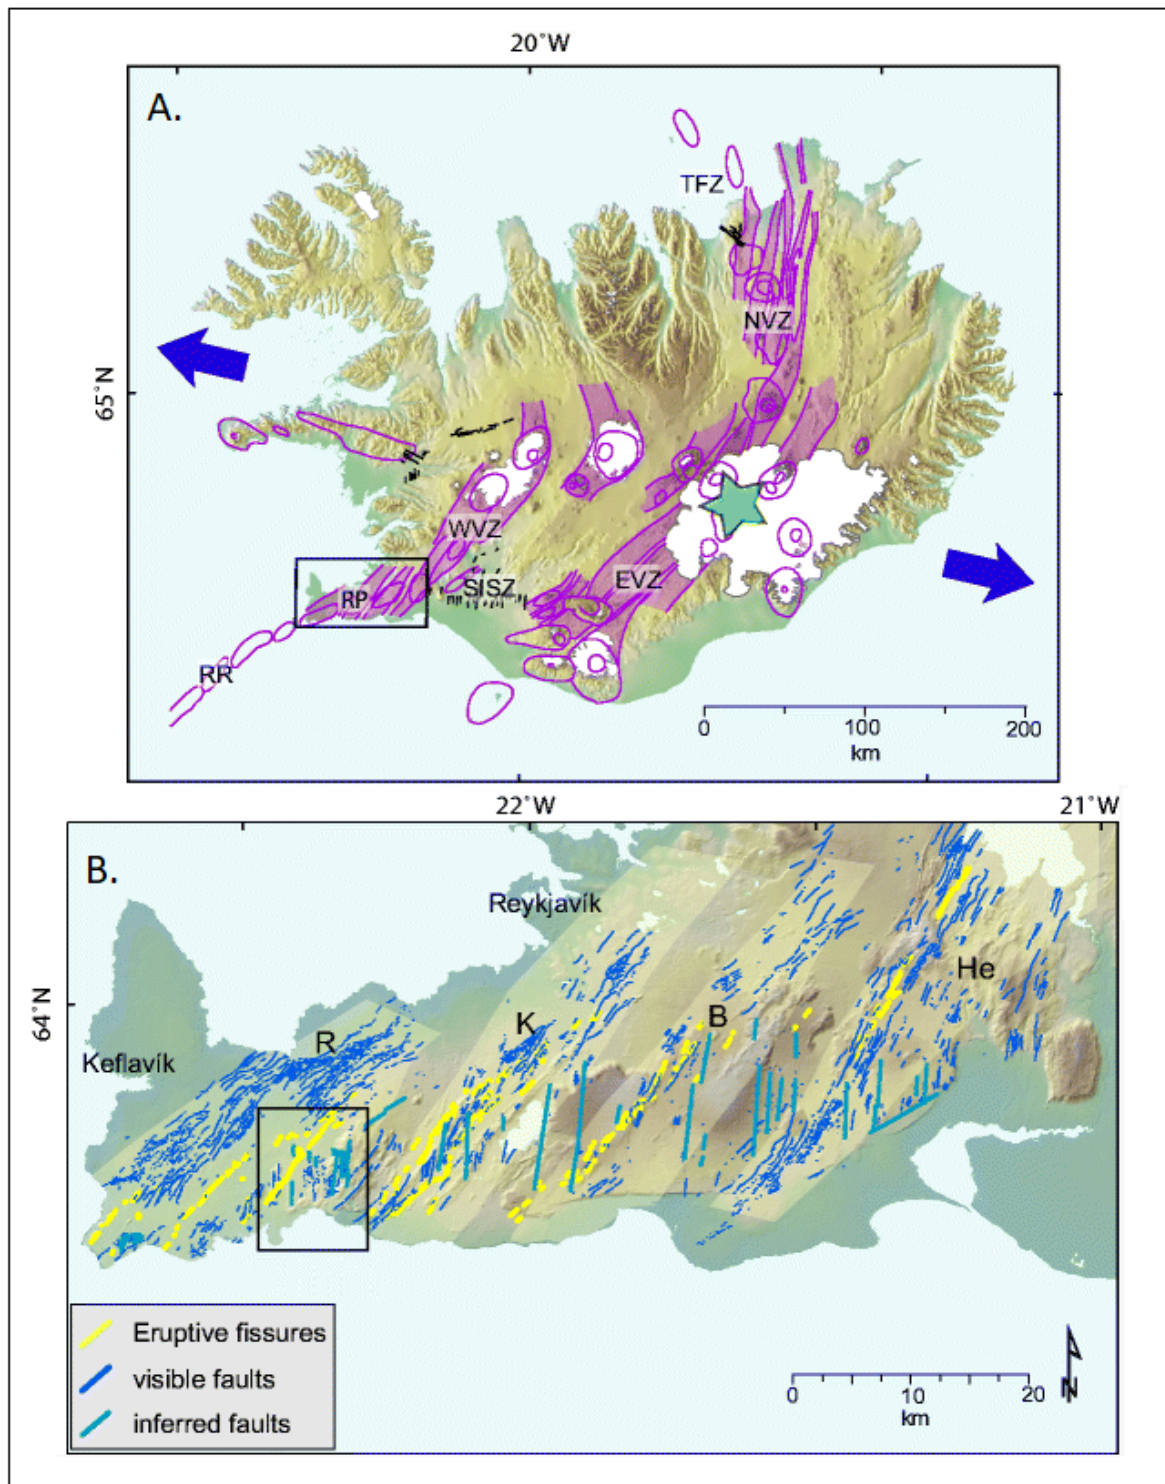 20°W
A.
TFZ
NVZ
65°N
WVZ
SISZ
EVZ
RP
RR
0 100 200
km
22°W 21°W
B.
Reykjavík
He
64°N
R K B
Keflavík
Eruptive fissures
visible faults
inferred faults
0 10 20
km
N